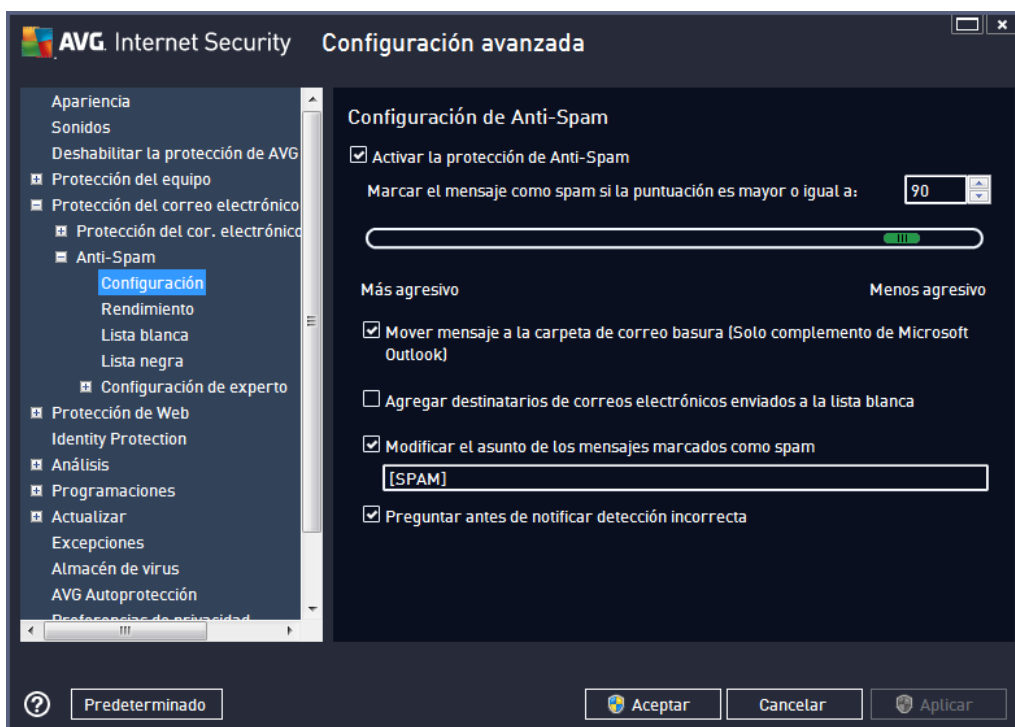 AVG. Internet Security
Configuración avanzada
Apariencia
Sonidos
Deshabilitar la protección de AVG
Protección del equipo
Protección del correo electrónico
Protección del cor. electrónico
Anti-Spam
Configuración
Rendimiento
Lista blanca
Lista negra
Configuración de experto
Protección de Web
Identity Protection
Análisis
Programaciones
Actualizar
Excepciones
Almacén de virus
AVG Autoprotección
Preferencias de privacidad
Configuración de Anti-Spam
Activar la protección de Anti-Spam
Marcar el mensaje como spam si la puntuación es mayor o igual a: 90
Más agresivo Menos agresivo
Mover mensaje a la carpeta de correo basura (Solo complemento de Microsoft
Outlook)
Agregar destinatarios de correos electrónicos enviados a la lista blanca
Modificar el asunto de los mensajes marcados como spam
[SPAM]
Preguntar antes de notificar detección incorrecta
? Predeterminado Aceptar Cancelar Aplicar